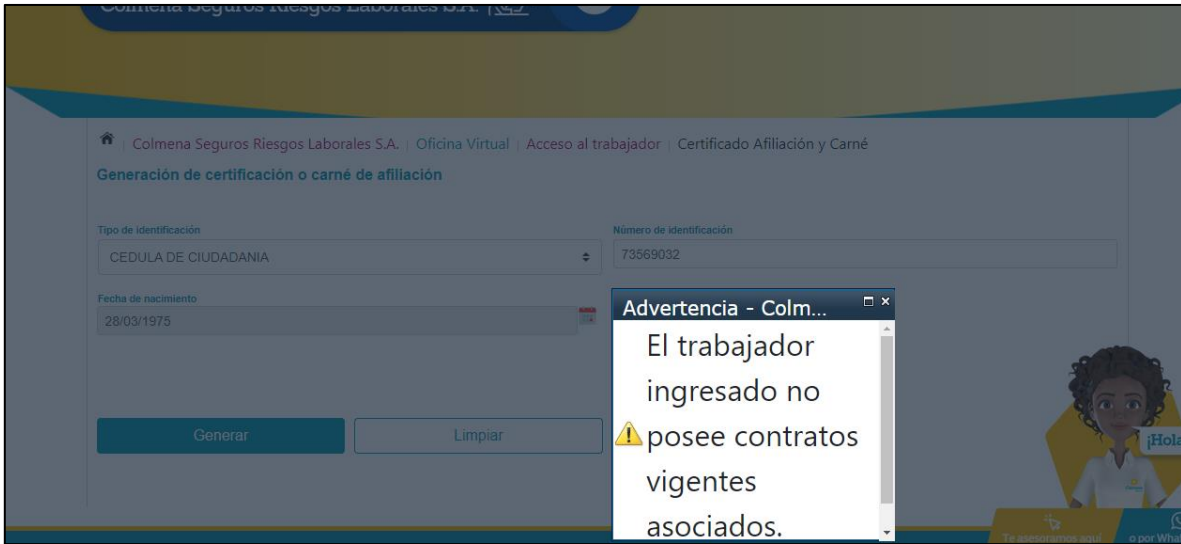 Colmena Seguros Riesgos Laborales S.A.
Colmena Seguros Riesgos Laborales S.A. | Oficina Virtual | Acceso al trabajador | Certificado Afiliación y Carné
Generación de certificación o carné de afiliación
Tipo de identificación
Número de identificación
CEDULA DE CIUDADANIA
73569032
Fecha de nacimiento
28/03/1975
Advertencia - Colm...
El trabajador
ingresado no
posee contratos
vigentes
asociados.
Generar
Limpiar
¡Hola
Te asesoramos aquí
o por What